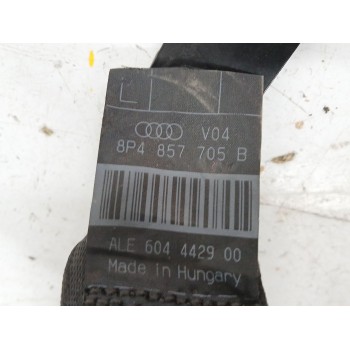 L
V04
8P4 857 705 B
ALE 604 4429 00
Made in Hungary